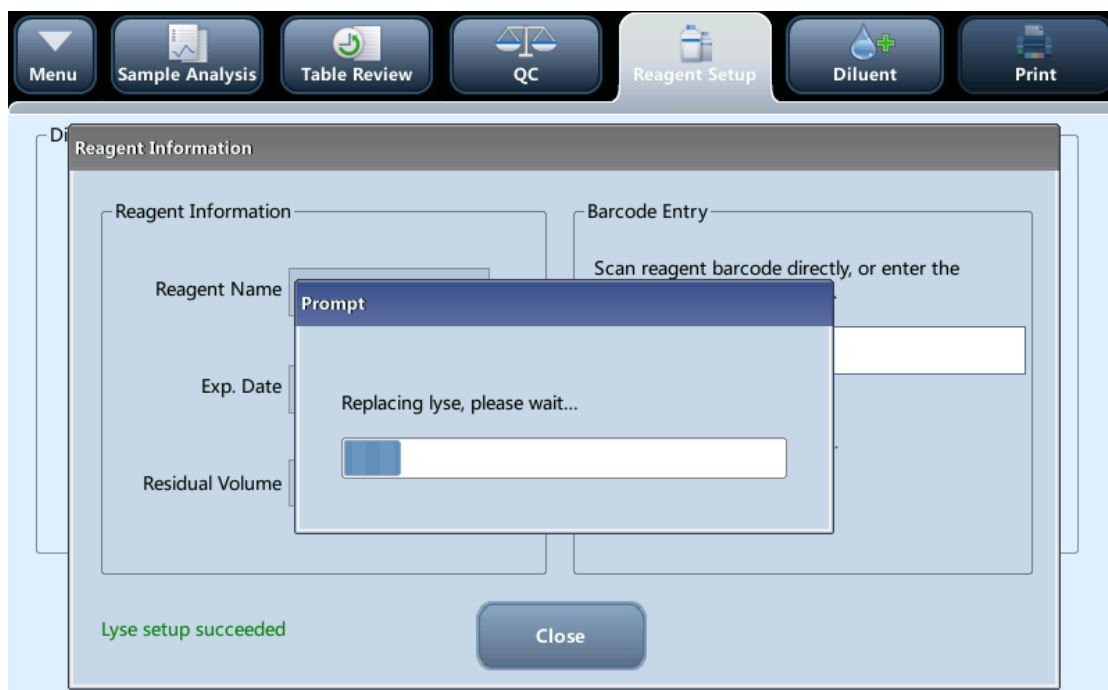 Menu
Sample Analysis
Table Review
QC
Reagent Setup
Diluent
Print
Di
Reagent Information
Reagent Information
Barcode Entry
Scan reagent barcode directly, or enter the
Reagent Name
Prompt
Exp. Date
Replacing lyse, please wait...
Residual Volume
Lyse setup succeeded
Close